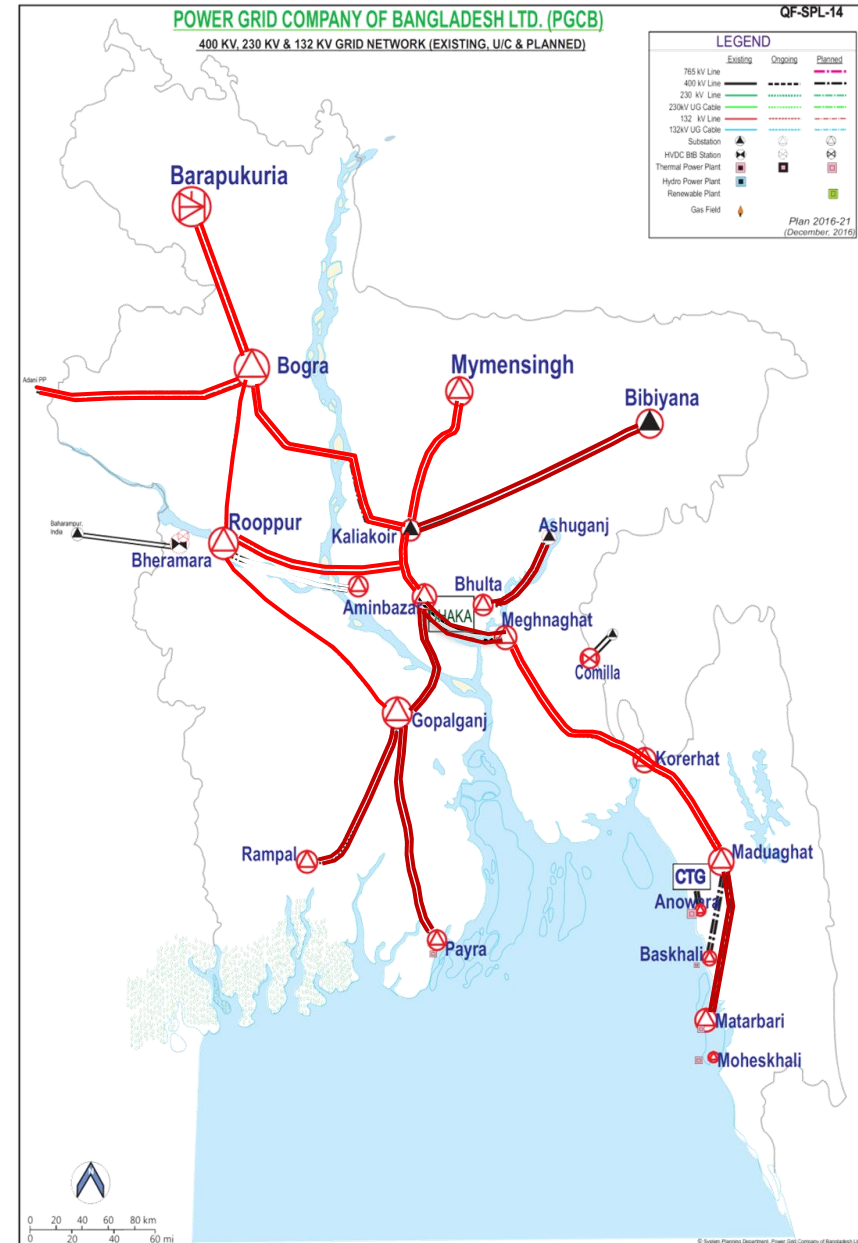 POWER GRID COMPANY OF BANGLADESH LTD. (PGCB)
QF-SPL-14
400 KV, 230 KV & 132 KV GRID NETWORK (EXISTING, U/C & PLANNED)
LEGEND
Existing Ongoing Planned
765 kV Line
400 kV Line
230 kV Line
230kV UG Cable
132 kV Line
132kV UG Cable
Substation
HVDC BtB Station
Thermal Power Plant
Hydro Power Plant
Renewable Plant
Gas Field
Plan 2016-21
(December, 2016)
Barapukuria
Bogra
Mymensingh
Adani PP
Bibiyana
Rooppur
Kaliakoir
Ashuganj
Baharampur,
India
Bheramara
Aminbazar
Bhulta
DHAKA
Meghnaghat
Comilla
Gopalganj
Korerhat
Rampal
Maduaghat
CTG
Anowara
Payra
Baskhali
Matarbari
Moheskhali
0 20 40 60 80 km
0 20 40 60 mi
© System Planning Department, Power Grid Company of Bangladesh Ltd